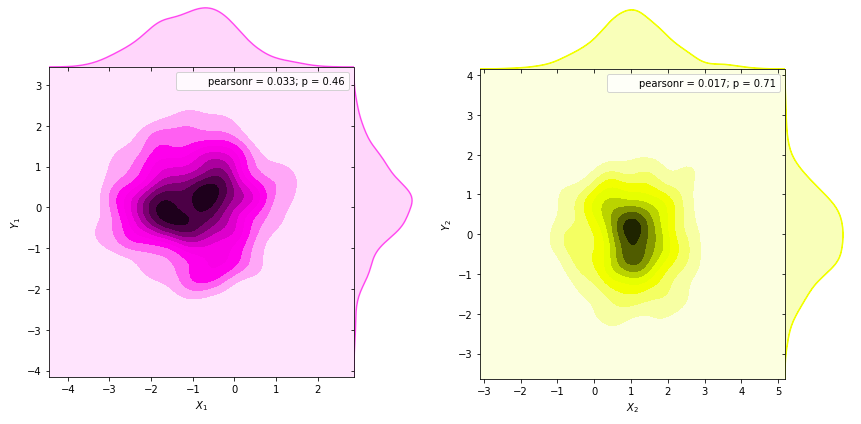 pearsonr = 0.033; p = 0.46
3
2
1
0
−1
−2
−3
−4
Y₁
−4 −3 −2 −1 0 1 2
X₁
pearsonr = 0.017; p = 0.71
4
3
2
1
0
−1
−2
−3
Y₂
−3 −2 −1 0 1 2 3 4 5
X₂